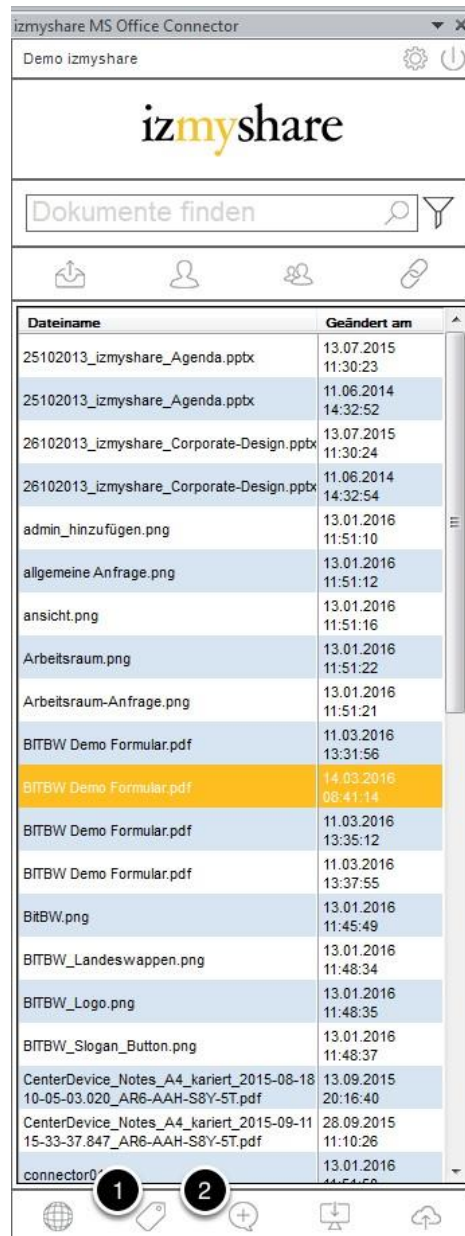 izmyshare MS Office Connector
Demo izmyshare
izmyshare
Dokumente finden
Dateiname Geändert am
25102013_izmyshare_Agenda.pptx 13.07.2015
11:30:23
25102013_izmyshare_Agenda.pptx 11.06.2014
14:32:52
26102013_izmyshare_Corporate-Design.pptx 13.07.2015
11:30:24
26102013_izmyshare_Corporate-Design.pptx 11.06.2014
14:32:54
admin_hinzufügen.png 13.01.2016
11:51:10
allgemeine Anfrage.png 13.01.2016
11:51:12
ansicht.png 13.01.2016
11:51:16
Arbeitsraum.png 13.01.2016
11:51:22
Arbeitsraum-Anfrage.png 13.01.2016
11:51:21
BITBW Demo Formular.pdf 11.03.2016
13:31:56
BITBW Demo Formular.pdf 14.03.2016
08:41:14
BITBW Demo Formular.pdf 11.03.2016
13:35:12
BITBW Demo Formular.pdf 11.03.2016
13:37:55
BitBW.png 13.01.2016
11:45:49
BITBW_Landeswappen.png 13.01.2016
11:48:34
BITBW_Logo.png 13.01.2016
11:48:35
BITBW_Slogan_Button.png 13.01.2016
11:48:37
CenterDevice_Notes_A4_kariert_2015-08-18 13.09.2015
10-05-03.020_AR6-AAH-S8Y-5T.pdf 20:16:40
CenterDevice_Notes_A4_kariert_2015-09-11 28.09.2015
15-33-37.847_AR6-AAH-S8Y-5T.pdf 11:10:26
13.01.2016
1 2